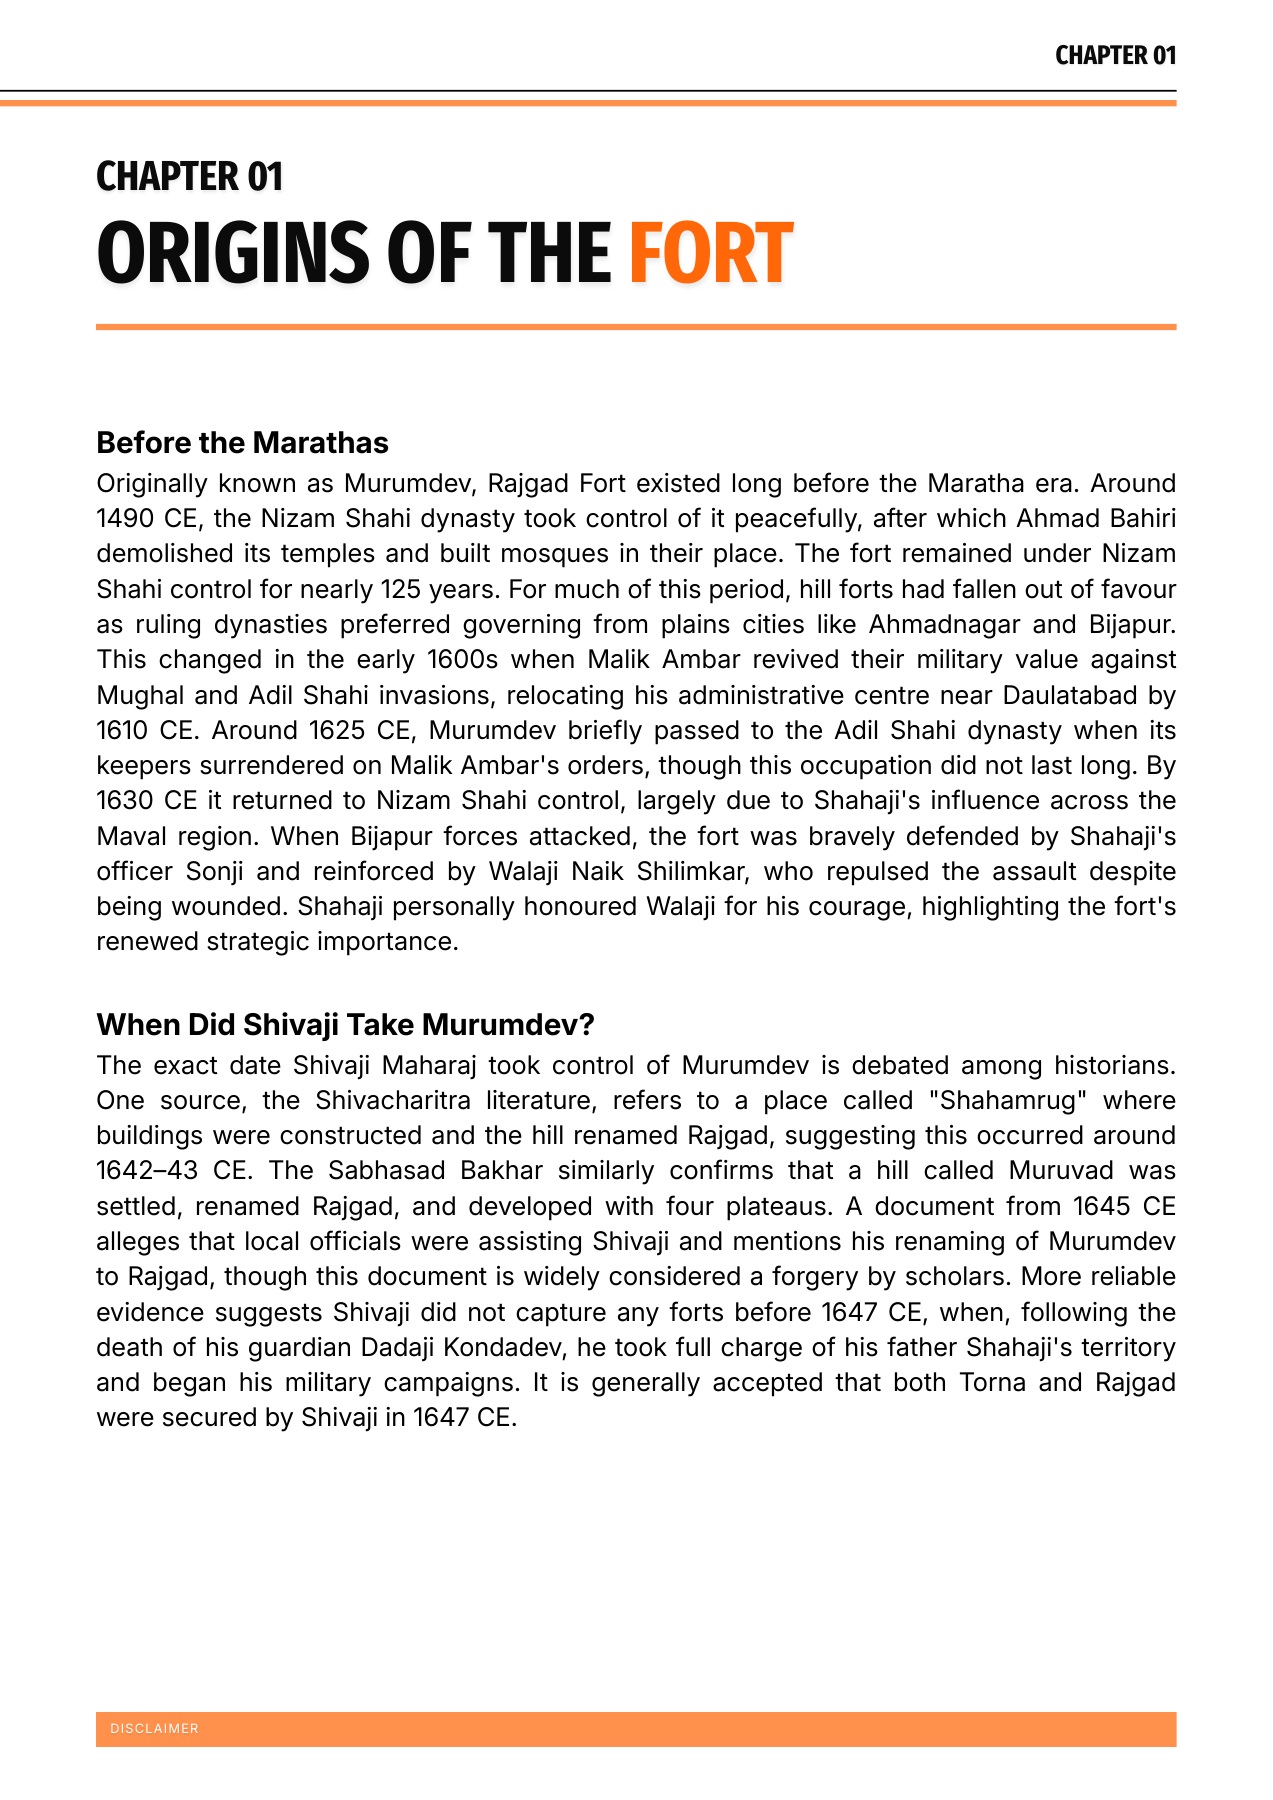 CHAPTER 01
CHAPTER 01
ORIGINS OF THE FORT
Before the Marathas
Originally known as Murumdev, Rajgad Fort existed long before the Maratha era. Around
1490 CE, the Nizam Shahi dynasty took control of it peacefully, after which Ahmad Bahiri
demolished its temples and built mosques in their place. The fort remained under Nizam
Shahi control for nearly 125 years. For much of this period, hill forts had fallen out of favour
as ruling dynasties preferred governing from plains cities like Ahmadnagar and Bijapur.
This changed in the early 1600s when Malik Ambar revived their military value against
Mughal and Adil Shahi invasions, relocating his administrative centre near Daulatabad by
1610 CE. Around 1625 CE, Murumdev briefly passed to the Adil Shahi dynasty when its
keepers surrendered on Malik Ambar's orders, though this occupation did not last long. By
1630 CE it returned to Nizam Shahi control, largely due to Shahaji's influence across the
Maval region. When Bijapur forces attacked, the fort was bravely defended by Shahaji's
officer Sonji and reinforced by Walaji Naik Shilimkar, who repulsed the assault despite
being wounded. Shahaji personally honoured Walaji for his courage, highlighting the fort's
renewed strategic importance.
When Did Shivaji Take Murumdev?
The exact date Shivaji Maharaj took control of Murumdev is debated among historians.
One source, the Shivacharitra literature, refers to a place called "Shahamrug" where
buildings were constructed and the hill renamed Rajgad, suggesting this occurred around
1642–43 CE. The Sabhasad Bakhar similarly confirms that a hill called Muruvad was
settled, renamed Rajgad, and developed with four plateaus. A document from 1645 CE
alleges that local officials were assisting Shivaji and mentions his renaming of Murumdev
to Rajgad, though this document is widely considered a forgery by scholars. More reliable
evidence suggests Shivaji did not capture any forts before 1647 CE, when, following the
death of his guardian Dadaji Kondadev, he took full charge of his father Shahaji's territory
and began his military campaigns. It is generally accepted that both Torna and Rajgad
were secured by Shivaji in 1647 CE.
DISCLAIMER